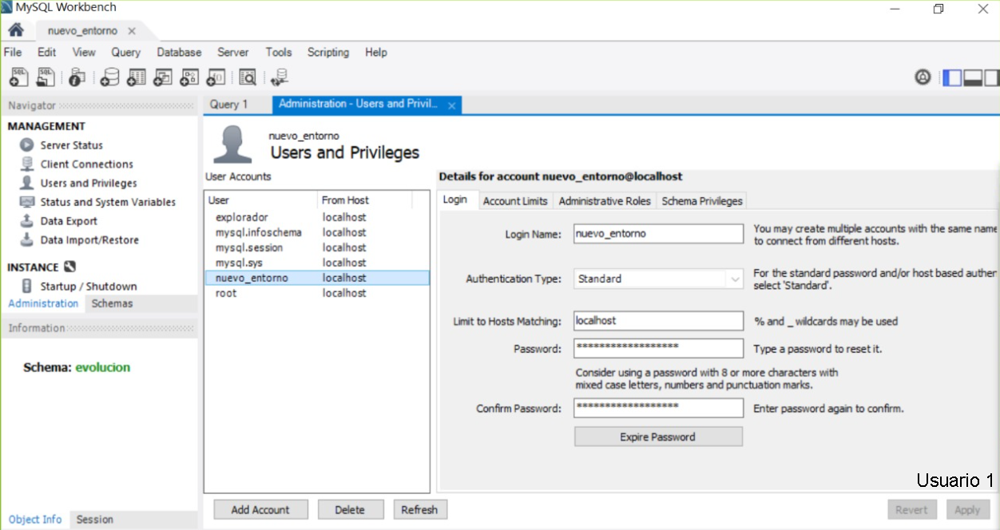 MySQL Workbench
nuevo_entorno
File Edit View Query Database Server Tools Scripting Help
Navigator
MANAGEMENT
Server Status
Client Connections
Users and Privileges
Status and System Variables
Data Export
Data Import/Restore
INSTANCE
Startup / Shutdown
Administration Schemas
Information
Schema: evolucion
Object Info Session
Query 1 Administration - Users and Privil...
nuevo_entorno
Users and Privileges
User Accounts
User From Host
explorador localhost
mysql.infoschema localhost
mysql.session localhost
mysql.sys localhost
nuevo_entorno localhost
root localhost
Add Account Delete Refresh
Details for account nuevo_entorno@localhost
Login Account Limits Administrative Roles Schema Privileges
Login Name: nuevo_entorno
You may create multiple accounts with the same name
to connect from different hosts.
Authentication Type: Standard
For the standard password and/or host based authen
select 'Standard'.
Limit to Hosts Matching: localhost % and _ wildcards may be used
Password: ****************** Type a password to reset it.
Consider using a password with 8 or more characters with
mixed case letters, numbers and punctuation marks.
Confirm Password: ****************** Enter password again to confirm.
Expire Password
Usuario 1
Revert Apply